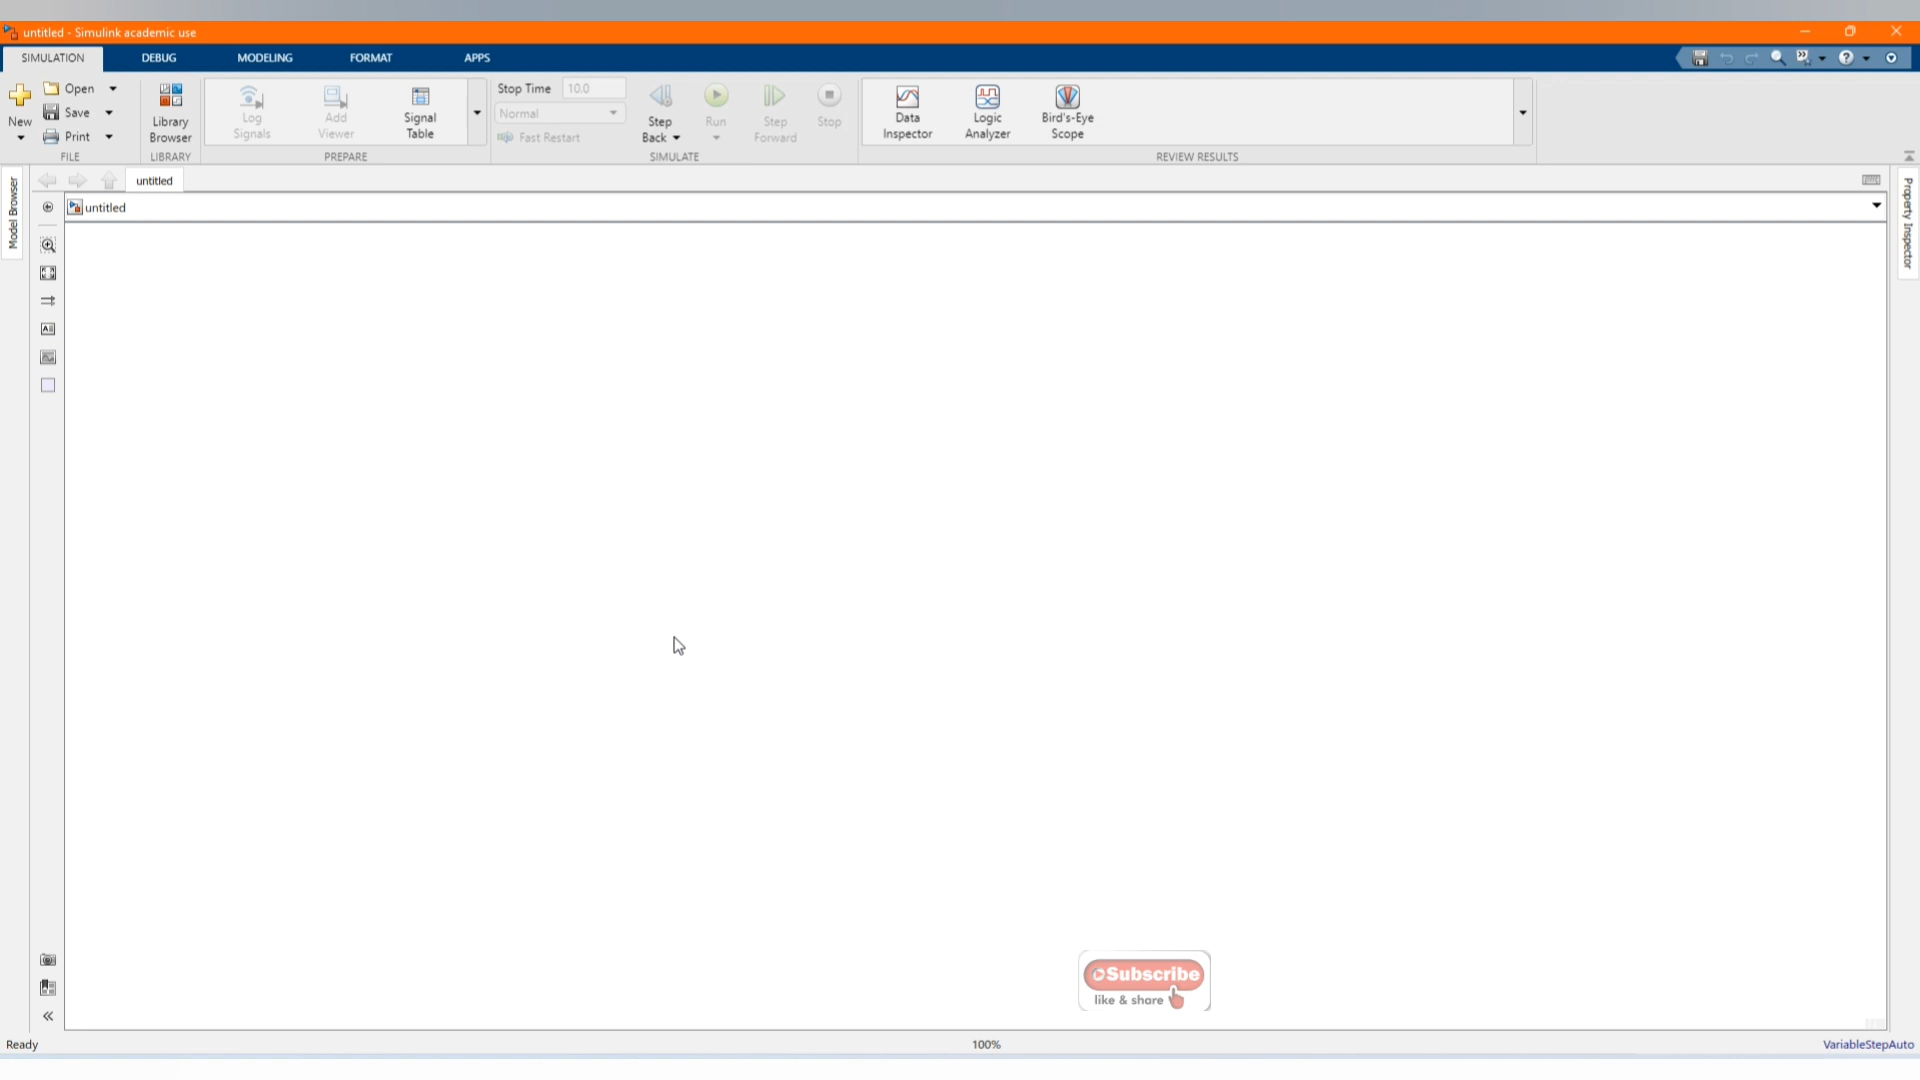 untitled - Simulink academic use
SIMULATION DEBUG MODELING FORMAT APPS
New
Open
Save
Print
FILE
Library
Browser
LIBRARY
Log
Signals
Add
Viewer
Signal
Table
PREPARE
Stop Time 10.0
Normal
Fast Restart
Step
Back
Run
Step
Forward
Stop
SIMULATE
Data
Inspector
Logic
Analyzer
Bird's-Eye
Scope
REVIEW RESULTS
Model Browser
untitled
untitled
Property Inspector
Subscribe
like & share
Ready
100%
VariableStepAuto